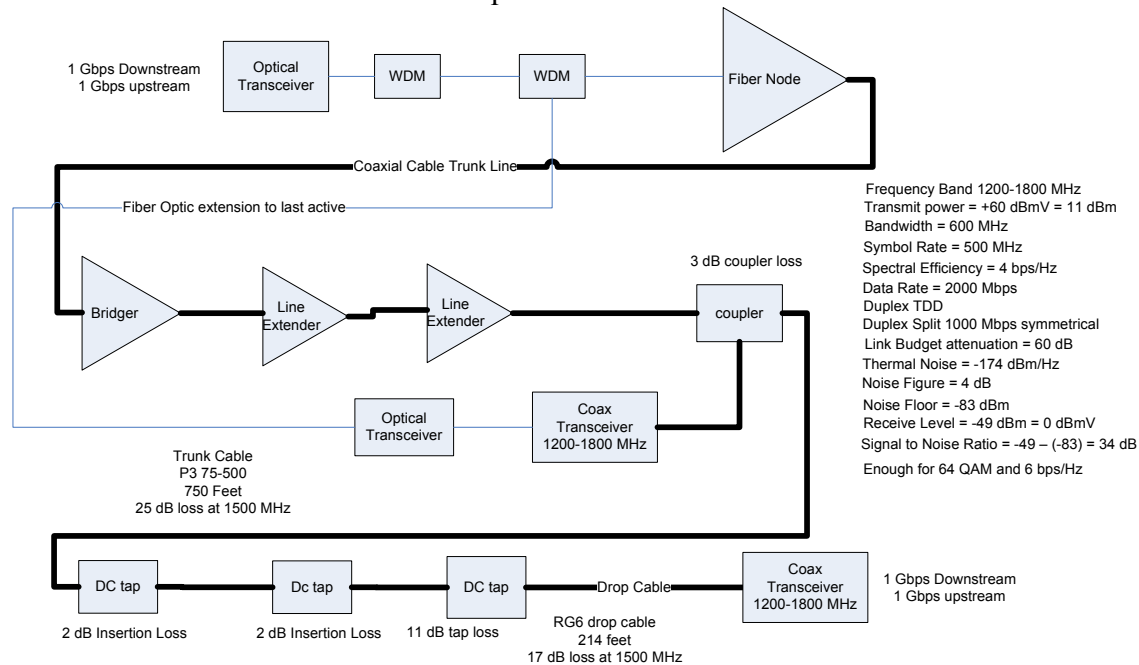 1 Gbps Downstream
1 Gbps upstream
Optical
Transceiver
WDM
WDM
Fiber Node
Coaxial Cable Trunk Line
Fiber Optic extension to last active
Frequency Band 1200-1800 MHz
Transmit power = +60 dBmV = 11 dBm
Bandwidth = 600 MHz
Symbol Rate = 500 MHz
Spectral Efficiency = 4 bps/Hz
Data Rate = 2000 Mbps
Duplex TDD
Duplex Split 1000 Mbps symmetrical
Link Budget attenuation = 60 dB
Thermal Noise = -174 dBm/Hz
Noise Figure = 4 dB
Noise Floor = -83 dBm
Receive Level = -49 dBm = 0 dBmV
Signal to Noise Ratio = -49 – (-83) = 34 dB
Enough for 64 QAM and 6 bps/Hz
Bridger
Line
Extender
Line
Extender
3 dB coupler loss
coupler
Optical
Transceiver
Coax
Transceiver
1200-1800 MHz
Trunk Cable
P3 75-500
750 Feet
25 dB loss at 1500 MHz
DC tap
Dc tap
DC tap
Drop Cable
Coax
Transceiver
1200-1800 MHz
1 Gbps Downstream
1 Gbps upstream
2 dB Insertion Loss
2 dB Insertion Loss
11 dB tap loss
RG6 drop cable
214 feet
17 dB loss at 1500 MHz